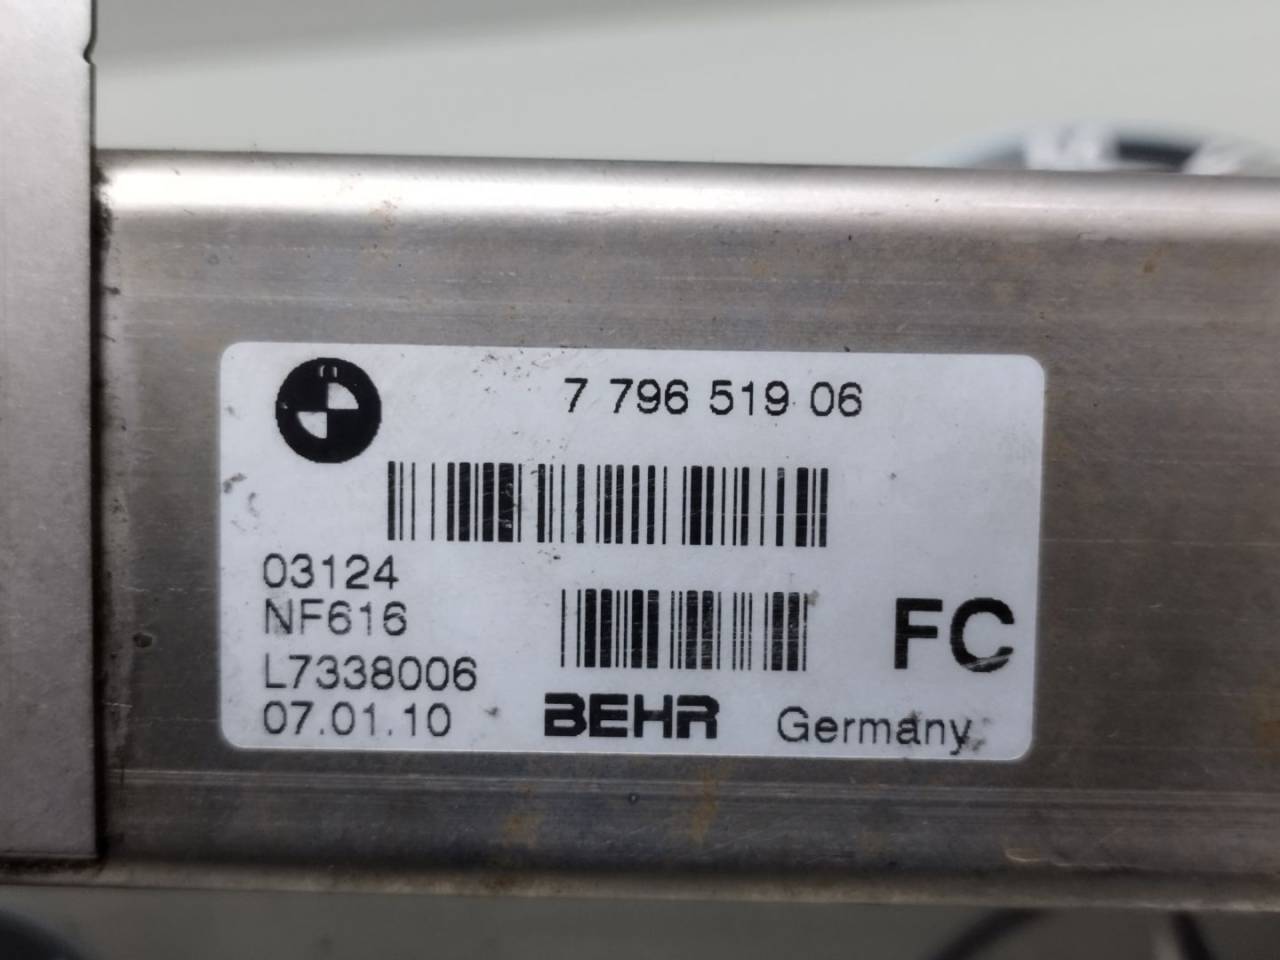 7 796 519 06
03124
NF616
L7338006
07.01.10
BEHR Germany
FC